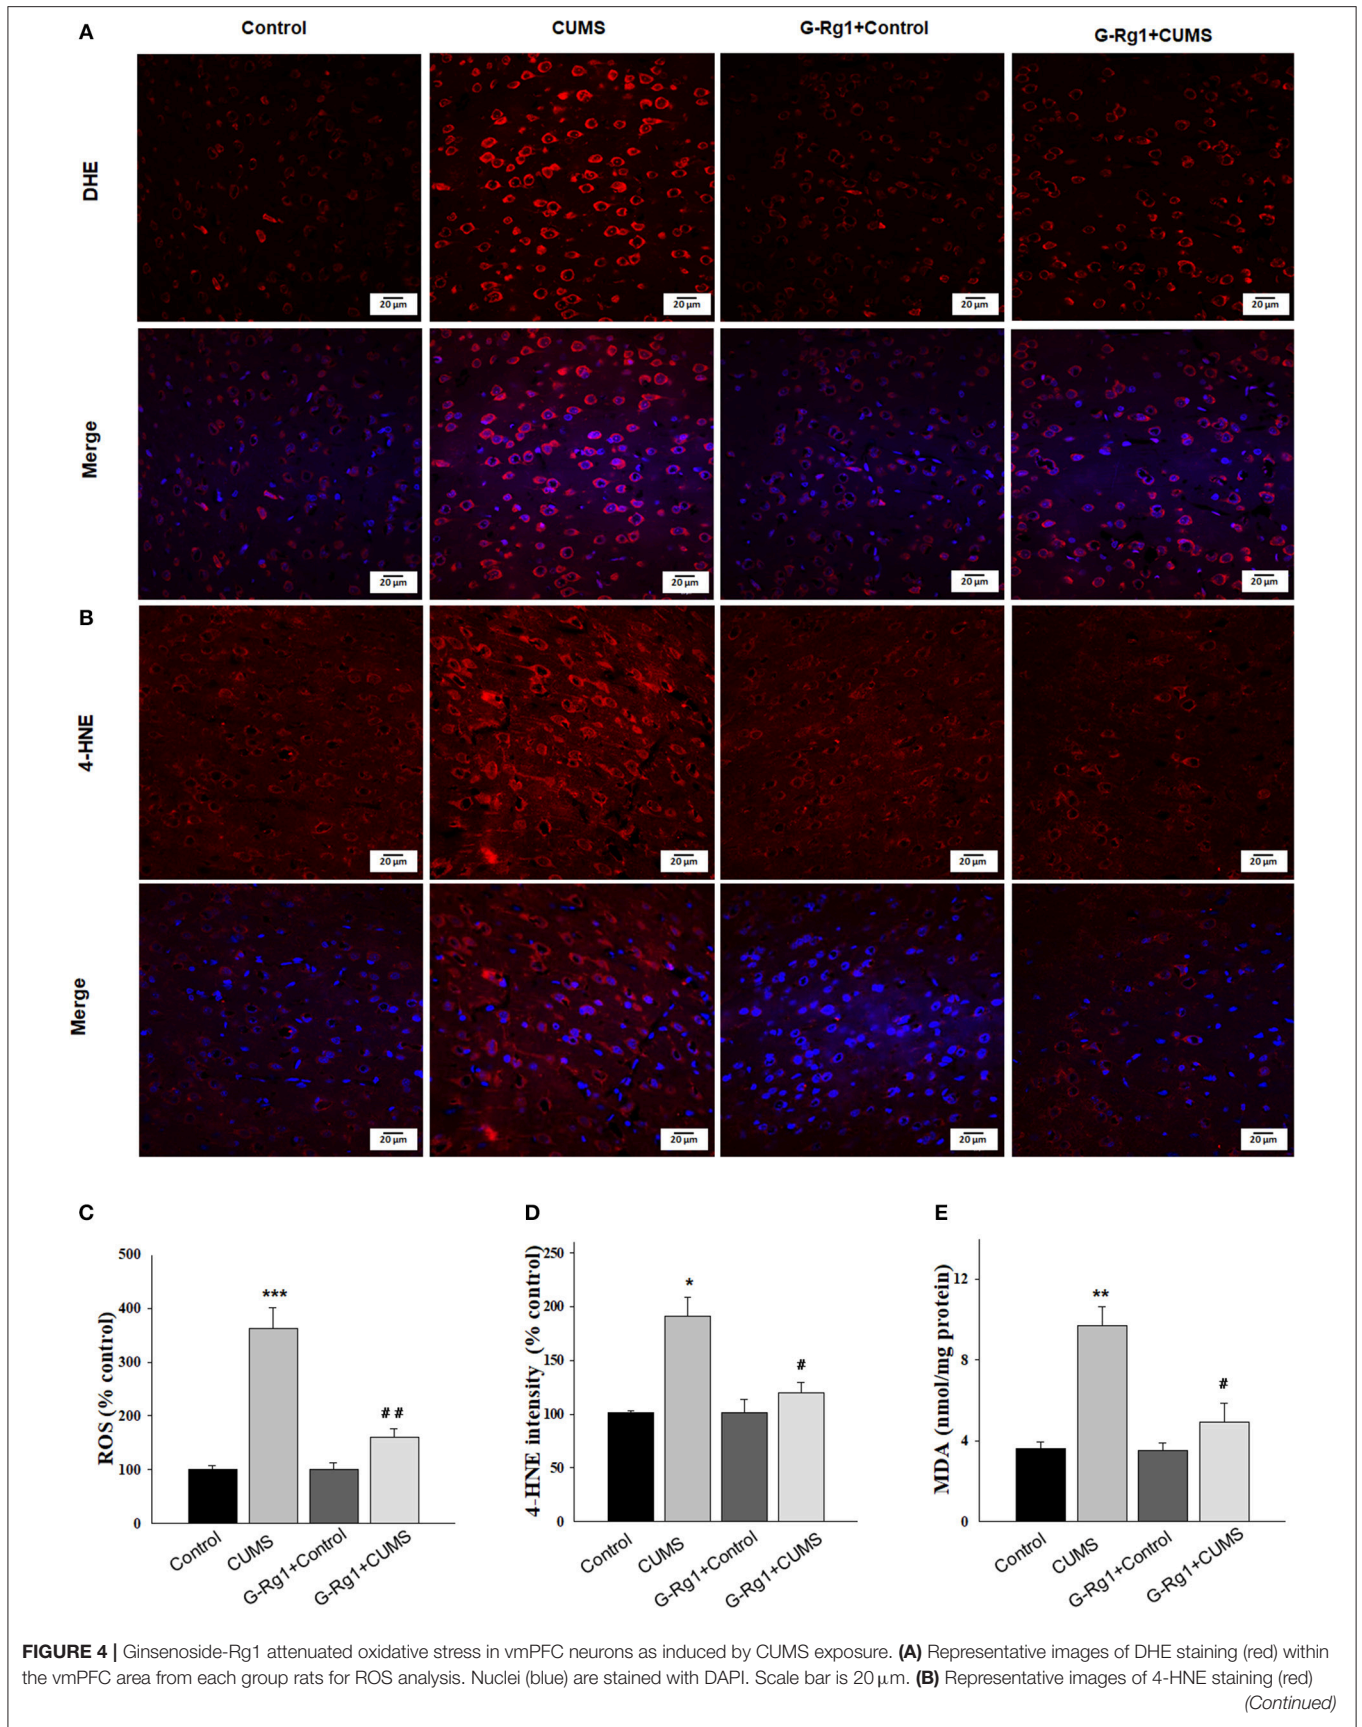 A
Control
CUMS
G-Rg1+Control
G-Rg1+CUMS
DHE
20 µm
20 µm
20 µm
20 µm
Merge
20 µm
20 µm
20 µm
20 µm
B
4-HNE
20 µm
20 µm
20 µm
20 µm
Merge
20 µm
20 µm
20 µm
20 µm
C
ROS (% control)
500
400
300
200
100
0
***
##
Control
CUMS
G-Rg1+Control
G-Rg1+CUMS
D
4-HNE intensity (% control)
250
200
150
100
50
0
*
#
Control
CUMS
G-Rg1+Control
G-Rg1+CUMS
E
MDA (nmol/mg protein)
12
8
4
0
**
#
Control
CUMS
G-Rg1+Control
G-Rg1+CUMS
FIGURE 4 | Ginsenoside-Rg1 attenuated oxidative stress in vmPFC neurons as induced by CUMS exposure. (A) Representative images of DHE staining (red) within
the vmPFC area from each group rats for ROS analysis. Nuclei (blue) are stained with DAPI. Scale bar is 20 µm. (B) Representative images of 4-HNE staining (red)
(Continued)